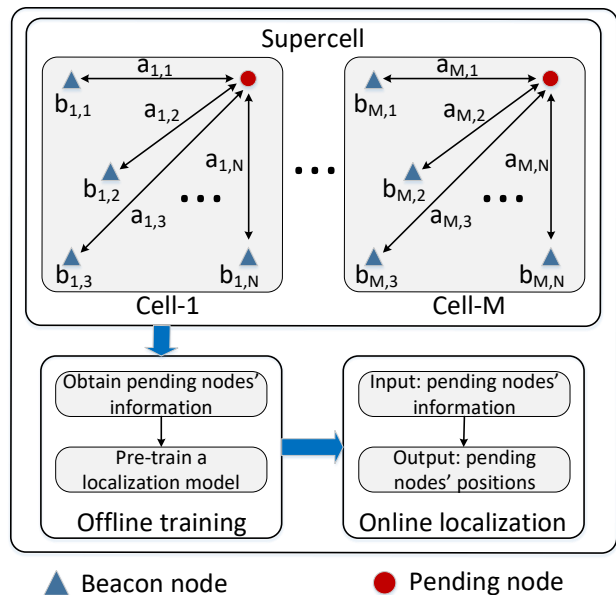 Supercell
a1,1
b1,1
a1,2
b1,2
a1,N
a1,3
b1,3
b1,N
Cell-1
...
...
aM,1
bM,1
aM,2
bM,2
aM,N
...
aM,3
bM,3
bM,N
Cell-M
Obtain pending nodes’
information
Pre-train a
localization model
Offline training
Input: pending nodes’
information
Output: pending
nodes’ positions
Online localization
Beacon node
Pending node